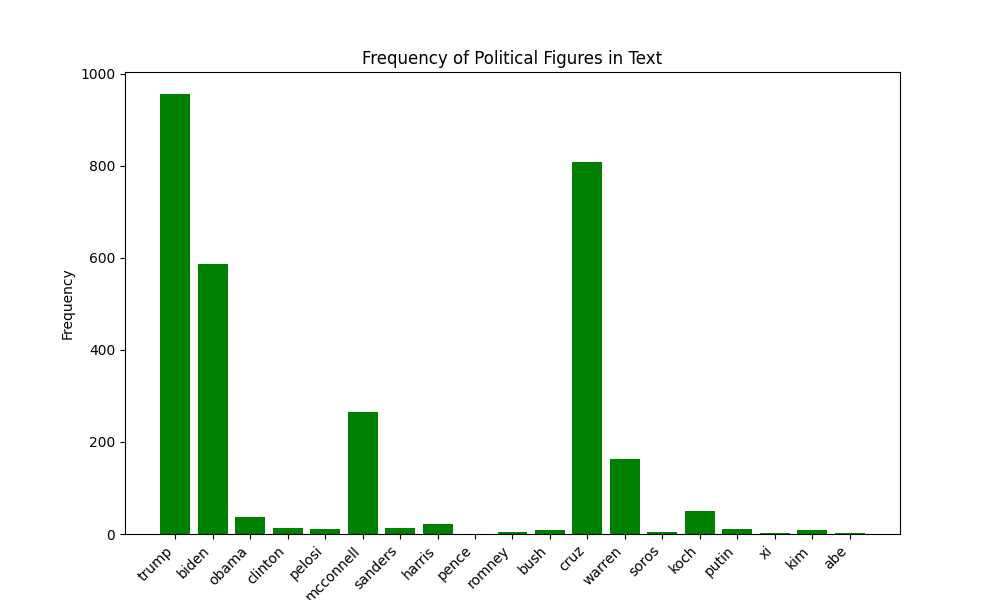 Frequency of Political Figures in Text
1000
800
600
400
200
0
Frequency
trump
biden
obama
clinton
pelosi
mcconnell
sanders
harris
pence
romney
bush
cruz
warren
soros
koch
putin
xi
kim
abe